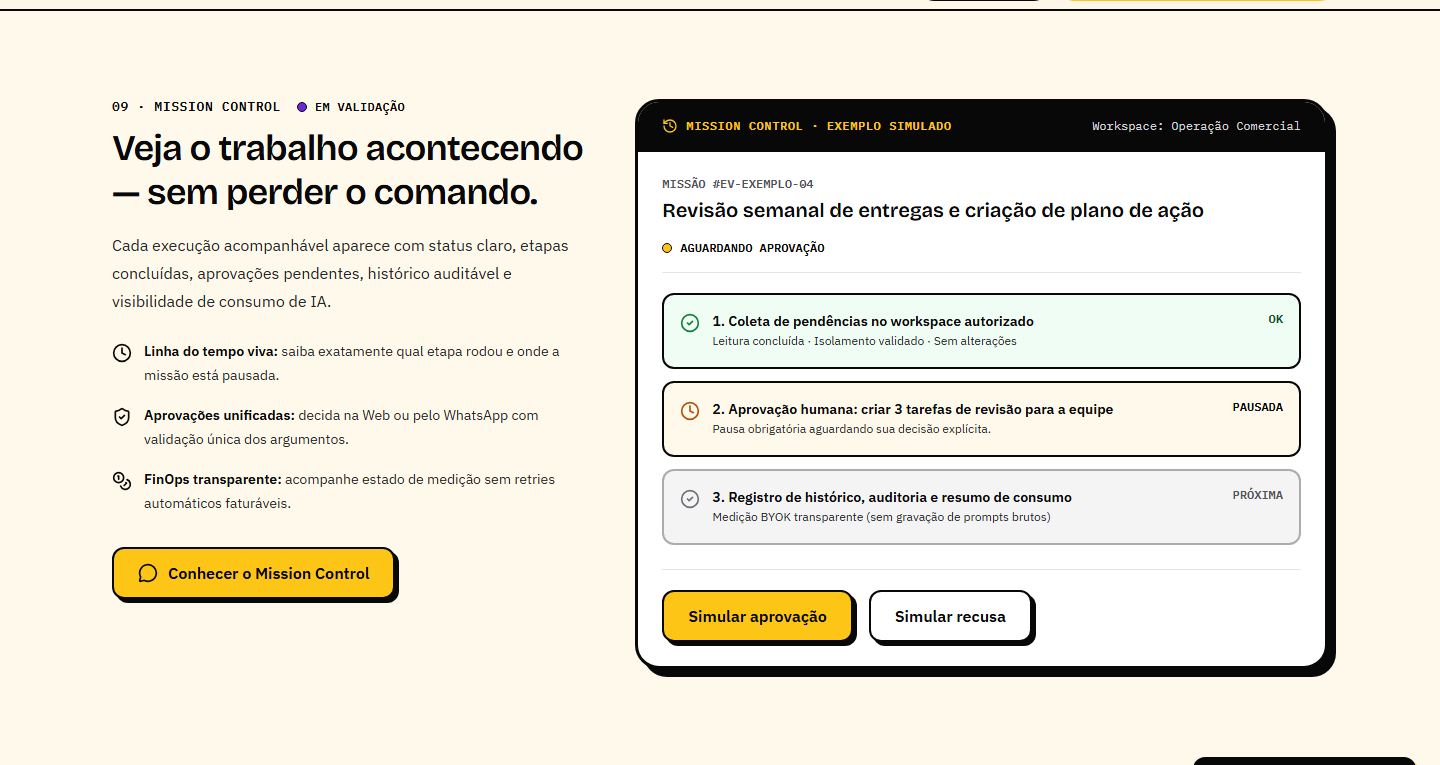 09 · MISSION CONTROL
EM VALIDAÇÃO
Veja o trabalho acontecendo
— sem perder o comando.
Cada execução acompanhável aparece com status claro, etapas
concluídas, aprovações pendentes, histórico auditável e
visibilidade de consumo de IA.
Linha do tempo viva: saiba exatamente qual etapa rodou e onde a
missão está pausada.
Aprovações unificadas: decida na Web ou pelo WhatsApp com
validação única dos argumentos.
FinOps transparente: acompanhe estado de medição sem retries
automáticos faturáveis.
Conhecer o Mission Control
MISSION CONTROL · EXEMPLO SIMULADO
Workspace: Operação Comercial
MISSÃO #EV-EXEMPLO-04
Revisão semanal de entregas e criação de plano de ação
AGUARDANDO APROVAÇÃO
1. Coleta de pendências no workspace autorizado
OK
Leitura concluída · Isolamento validado · Sem alterações
2. Aprovação humana: criar 3 tarefas de revisão para a equipe
PAUSADA
Pausa obrigatória aguardando sua decisão explícita.
3. Registro de histórico, auditoria e resumo de consumo
PRÓXIMA
Medição BYOK transparente (sem gravação de prompts brutos)
Simular aprovação
Simular recusa